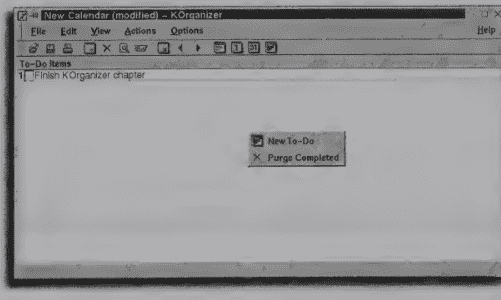 New Calendar (modified) – KOrganizer
File Edit View Actions Options Help
To-Do Items
1 Finish KOrganizer chapter
New To-Do
Purge Completed